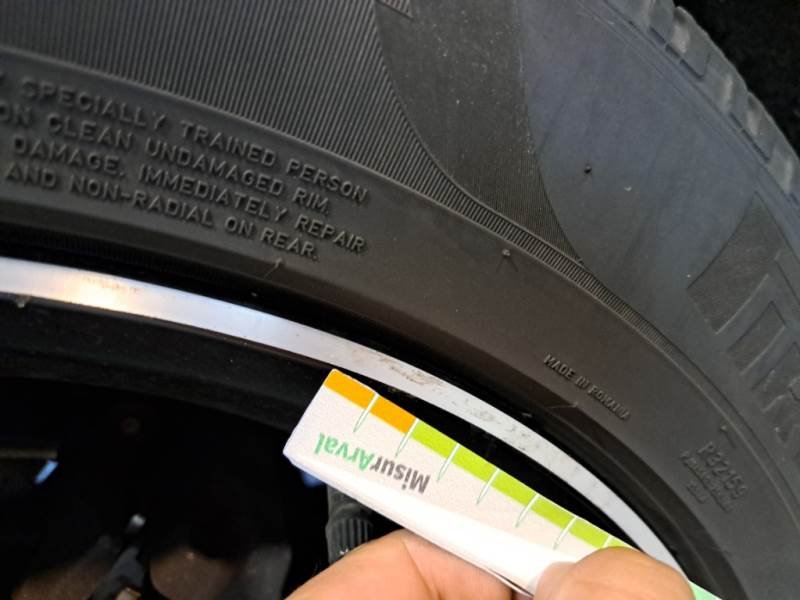 SPECIALLY TRAINED PERSON
ON CLEAN UNDAMAGED RIM.
DAMAGE, IMMEDIATELY REPAIR
AND NON-RADIAL ON REAR.
MADE IN ROMANIA
P32159
MisurArval